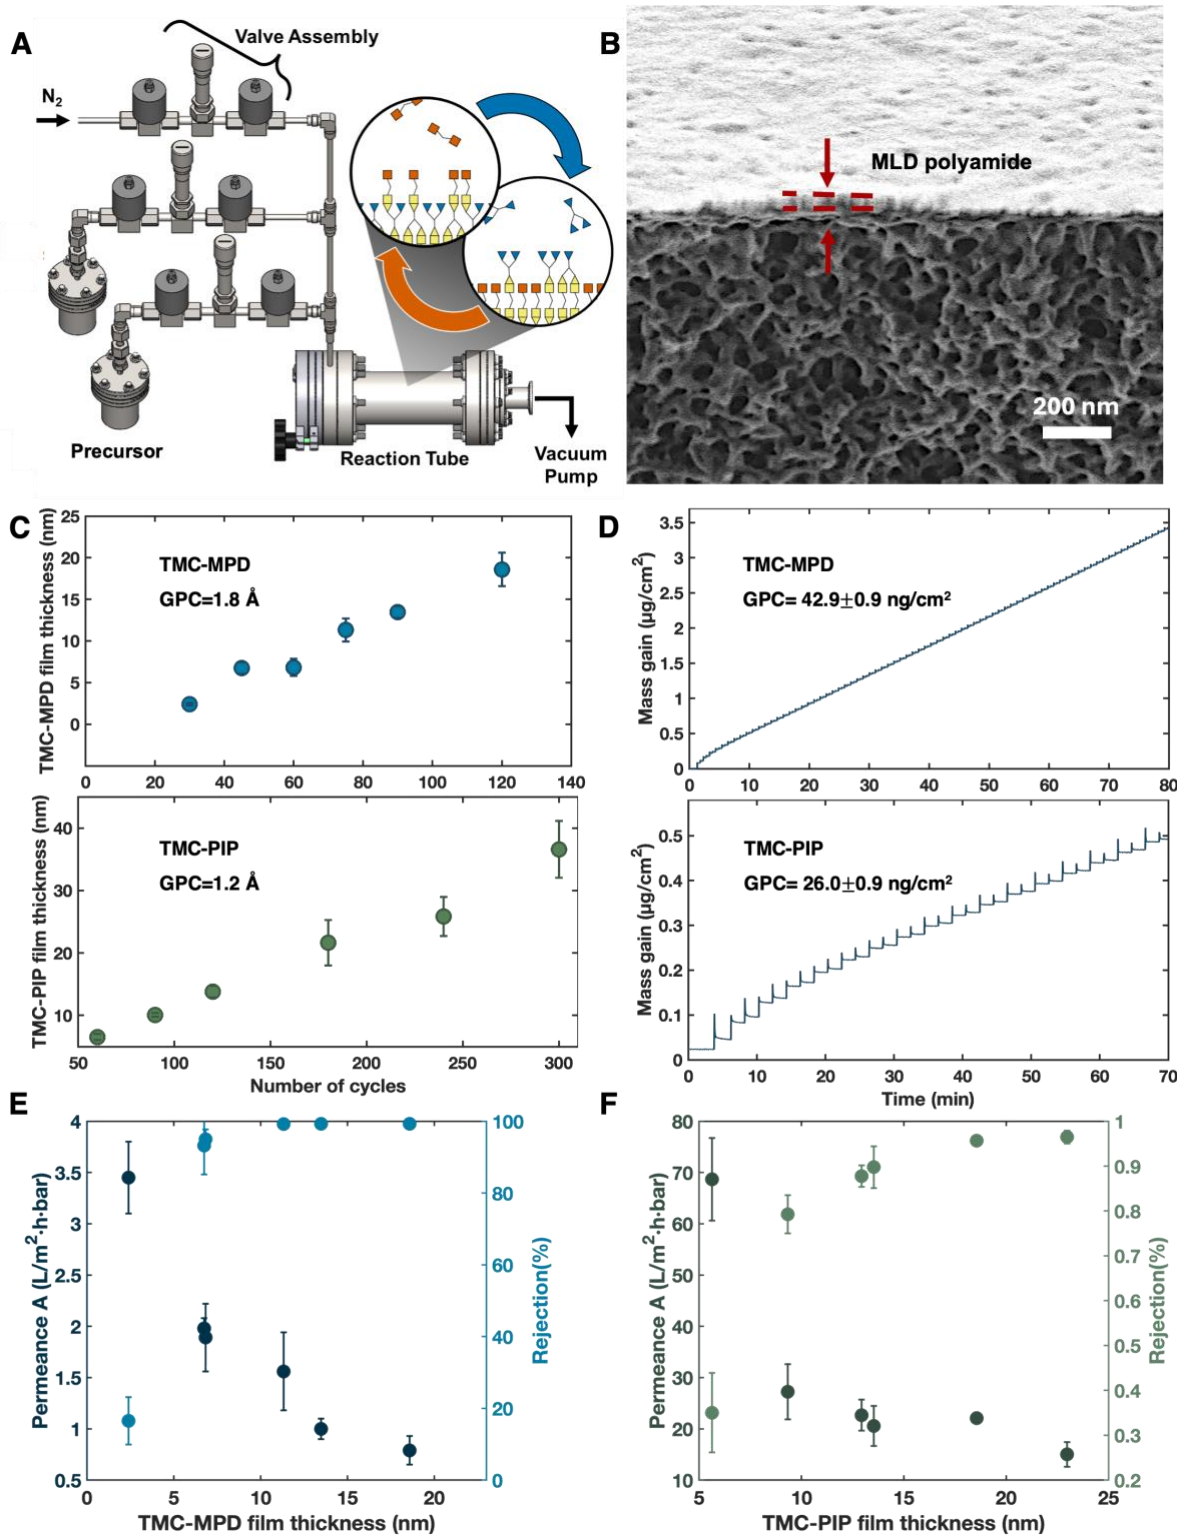 A
Valve Assembly
N₂
Precursor
Reaction Tube
Vacuum
Pump
B
MLD polyamide
200 nm
C
TMC-MPD film thickness (nm)
25
20
15
10
5
0
TMC-MPD
GPC=1.8 Å
0 20 40 60 80 100 120 140
TMC-PIP film thickness (nm)
40
30
20
10
TMC-PIP
GPC=1.2 Å
50 100 150 200 250 300
Number of cycles
D
Mass gain (µg/cm²)
3.5
3
2.5
2
1.5
1
0.5
0
TMC-MPD
GPC= 42.9±0.9 ng/cm²
0 10 20 30 40 50 60 70 80
Mass gain (µg/cm²)
0.5
0.4
0.3
0.2
0.1
0
TMC-PIP
GPC= 26.0±0.9 ng/cm²
0 10 20 30 40 50 60 70
Time (min)
E
Permeance A (L/m²·h·bar)
4
3.5
3
2.5
2
1.5
1
0.5
100
80
60
40
20
0
Rejection(%)
0 5 10 15 20
TMC-MPD film thickness (nm)
F
Permeance A (L/m²·h·bar)
80
70
60
50
40
30
20
10
1
0.9
0.8
0.7
0.6
0.5
0.4
0.3
0.2
Rejection(%)
5 10 15 20 25
TMC-PIP film thickness (nm)